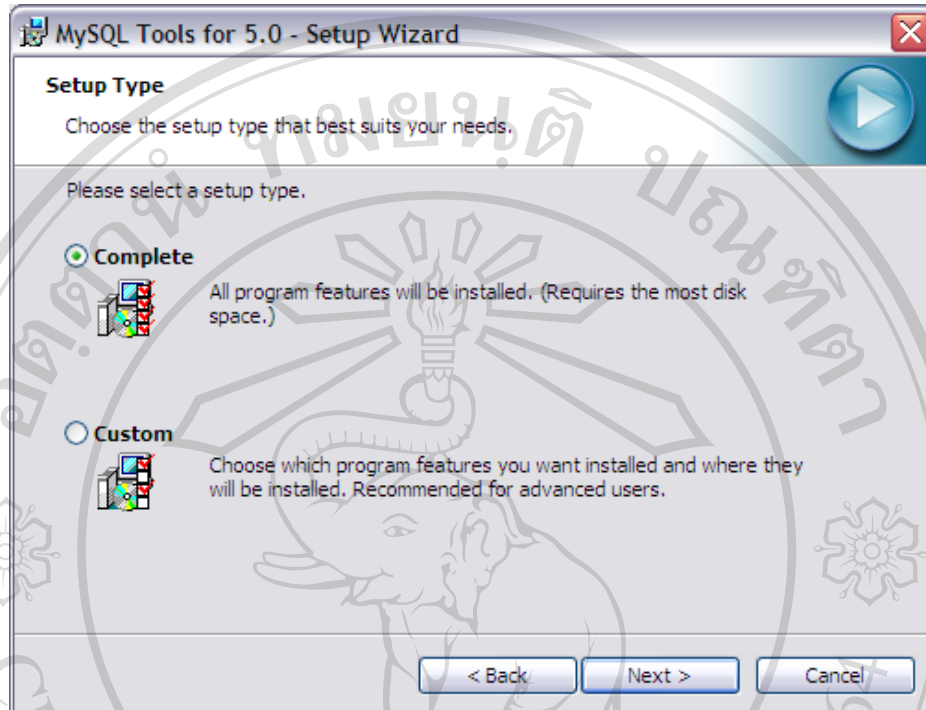 MySQL Tools for 5.0 - Setup Wizard
Setup Type
Choose the setup type that best suits your needs.
Please select a setup type.
Complete
All program features will be installed. (Requires the most disk
space.)
Custom
Choose which program features you want installed and where they
will be installed. Recommended for advanced users.
< Back
Next >
Cancel